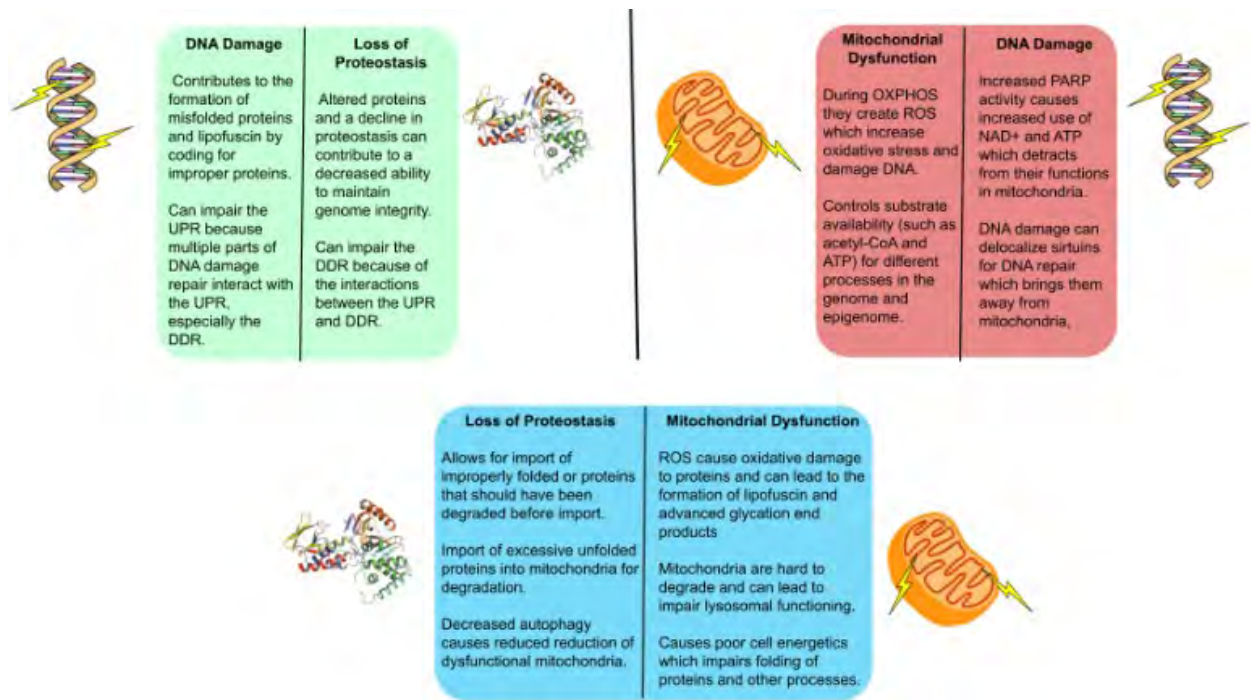 DNA Damage
Contributes to the
formation of
misfolded proteins
and lipofuscin by
coding for
improper proteins.
Can impair the
UPR because
multiple parts of
DNA damage
repair interact with
the UPR,
especially the
DDR.
Loss of
Proteostasis
Altered proteins
and a decline in
proteostasis can
contribute to a
decreased ability
to maintain
genome integrity.
Can impair the
DDR because of
the interactions
between the UPR
and DDR.
Mitochondrial
Dysfunction
During OXPHOS
they create ROS
which increase
oxidative stress and
damage DNA.
Controls substrate
availability (such as
acetyl-CoA and
ATP) for different
processes in the
genome and
epigenome.
DNA Damage
Increased PARP
activity causes
increased use of
NAD+ and ATP
which detracts
from their functions
in mitochondria.
DNA damage can
delocalize sirtuins
for DNA repair
which brings them
away from
mitochondria,
Loss of Proteostasis
Allows for import of
improperly folded or proteins
that should have been
degraded before import.
Import of excessive unfolded
proteins into mitochondria for
degradation.
Decreased autophagy
causes reduced reduction of
dysfunctional mitochondria.
Mitochondrial Dysfunction
ROS cause oxidative damage
to proteins and can lead to the
formation of lipofuscin and
advanced glycation end
products
Mitochondria are hard to
degrade and can lead to
impair lysosomal functioning.
Causes poor cell energetics
which impairs folding of
proteins and other processes.